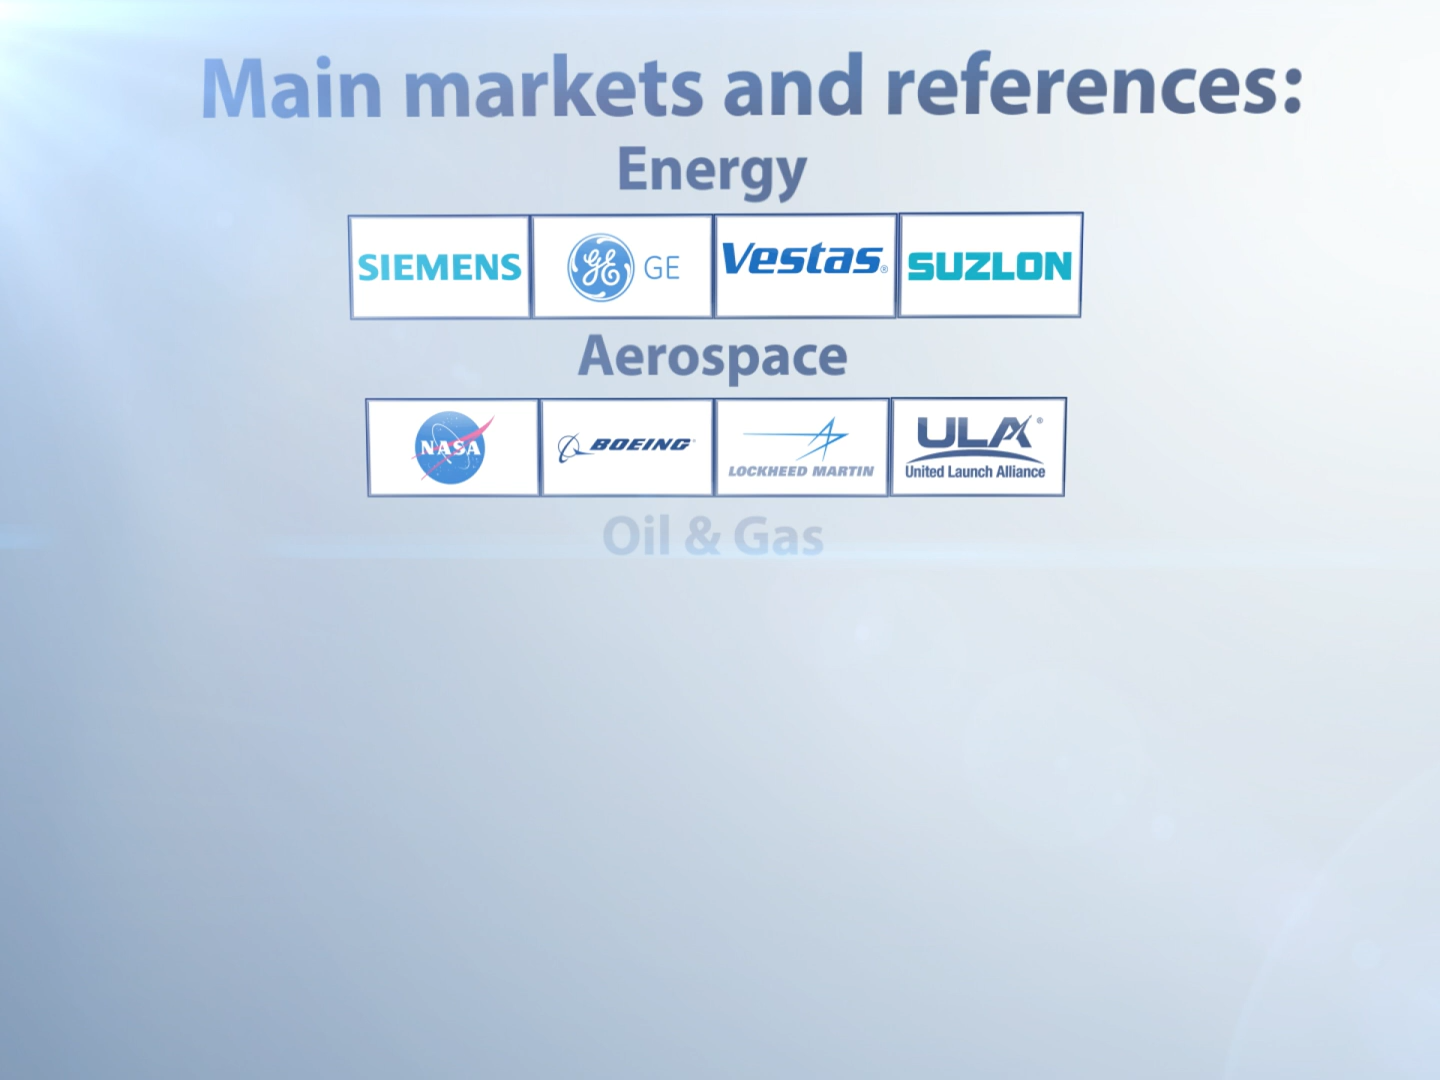 Main markets and references:
Energy
SIEMENS GE GE Vestas® SUZLON
Aerospace
NASA BOEING® LOCKHEED MARTIN ULA®
United Launch Alliance
Oil & Gas